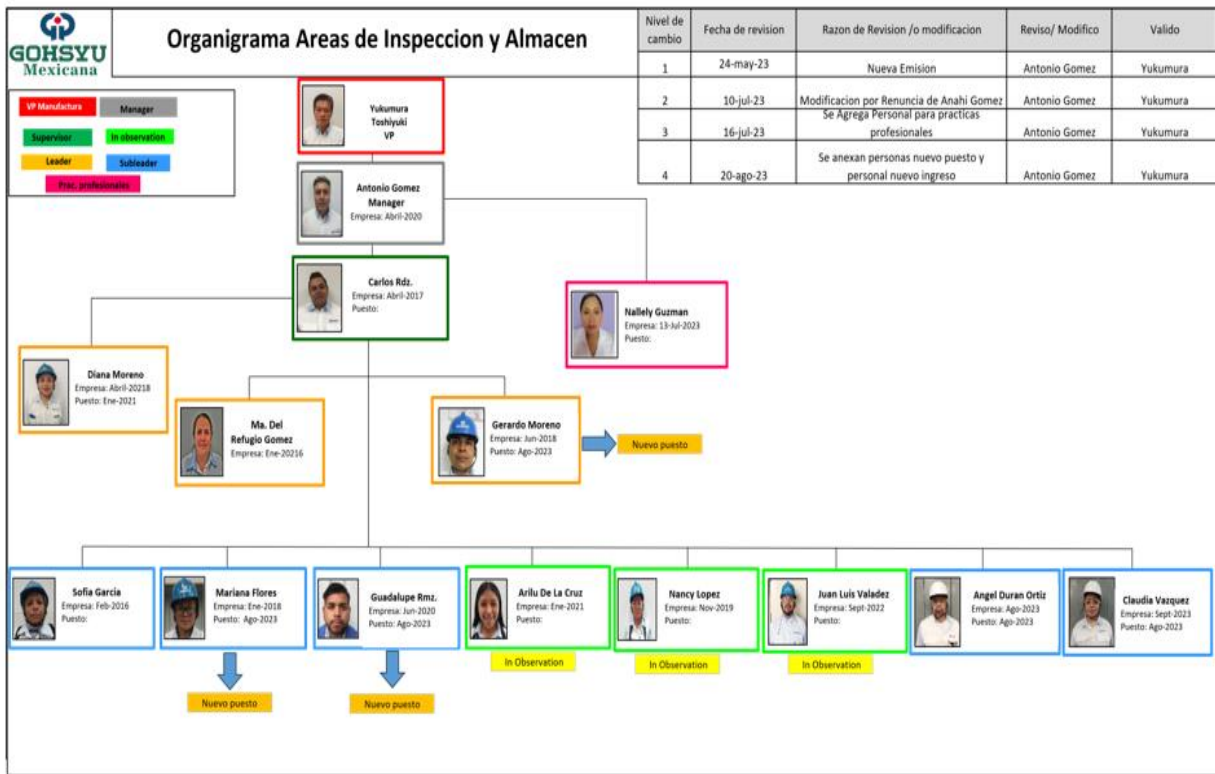 GOHSYU
Mexicana
Organigrama Areas de Inspeccion y Almacen
Nivel de cambio Fecha de revision Razon de Revision /o modificacion Reviso/ Modifico Valido
1 24-may-23 Nueva Emision Antonio Gomez Yukumura
2 10-jul-23 Modificacion por Renuncia de Anahi Gomez Antonio Gomez Yukumura
3 16-jul-23 Se Agrega Personal para practicas profesionales Antonio Gomez Yukumura
4 20-ago-23 Se anexan personas nuevo puesto y personal nuevo ingreso Antonio Gomez Yukumura
VP Manufactura
Manager
Supervisor
In observation
Leader
Subleader
Prac. profesionales
Yukumura
Toshiyuki
VP
Antonio Gomez
Manager
Empresa: Abril-2020
Carlos Rdz.
Empresa: Abril-2017
Puesto:
Nallely Guzman
Empresa: 13-Jul-2023
Puesto:
Diana Moreno
Empresa: Abril-20218
Puesto: Ene-2021
Ma. Del
Refugio Gomez
Empresa: Ene-20216
Gerardo Moreno
Empresa: Jun-2018
Puesto: Ago-2023
Nuevo puesto
Sofia Garcia
Empresa: Feb-2016
Puesto:
Mariana Flores
Empresa: Ene-2018
Puesto: Ago-2023
Nuevo puesto
Guadalupe Rmz.
Empresa: Jun-2020
Puesto: Ago-2023
Nuevo puesto
Arilu De La Cruz
Empresa: Ene-2021
Puesto:
In Observation
Nancy Lopez
Empresa: Nov-2019
Puesto:
In Observation
Juan Luis Valadez
Empresa: Sept-2022
Puesto:
In Observation
Angel Duran Ortiz
Empresa: Ago-2023
Puesto: Ago-2023
Claudia Vazquez
Empresa: Sept-2023
Puesto: Ago-2023